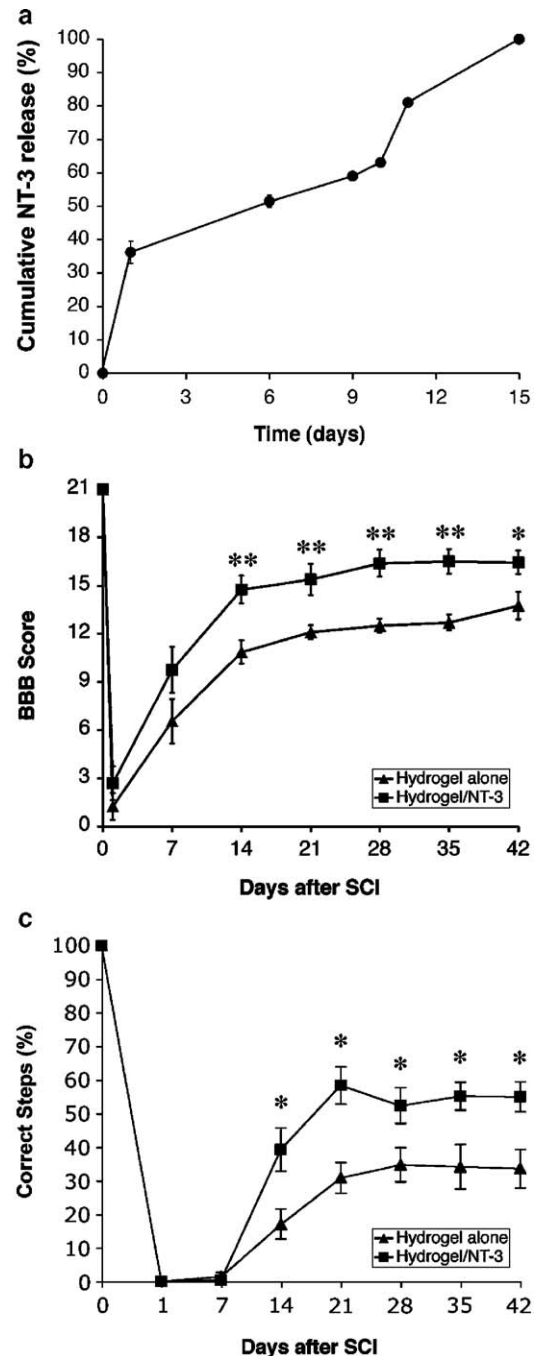 a
Cumulative NT-3 release (%)
100
90
80
70
60
50
40
30
20
10
0
0 3 6 9 12 15
Time (days)
b
BBB Score
21
18
15
12
9
6
3
0
** ** ** ** *
Hydrogel alone
Hydrogel/NT-3
0 7 14 21 28 35 42
Days after SCI
c
Correct Steps (%)
100
90
80
70
60
50
40
30
20
10
0
* * * * *
Hydrogel alone
Hydrogel/NT-3
0 1 7 14 21 28 35 42
Days after SCI